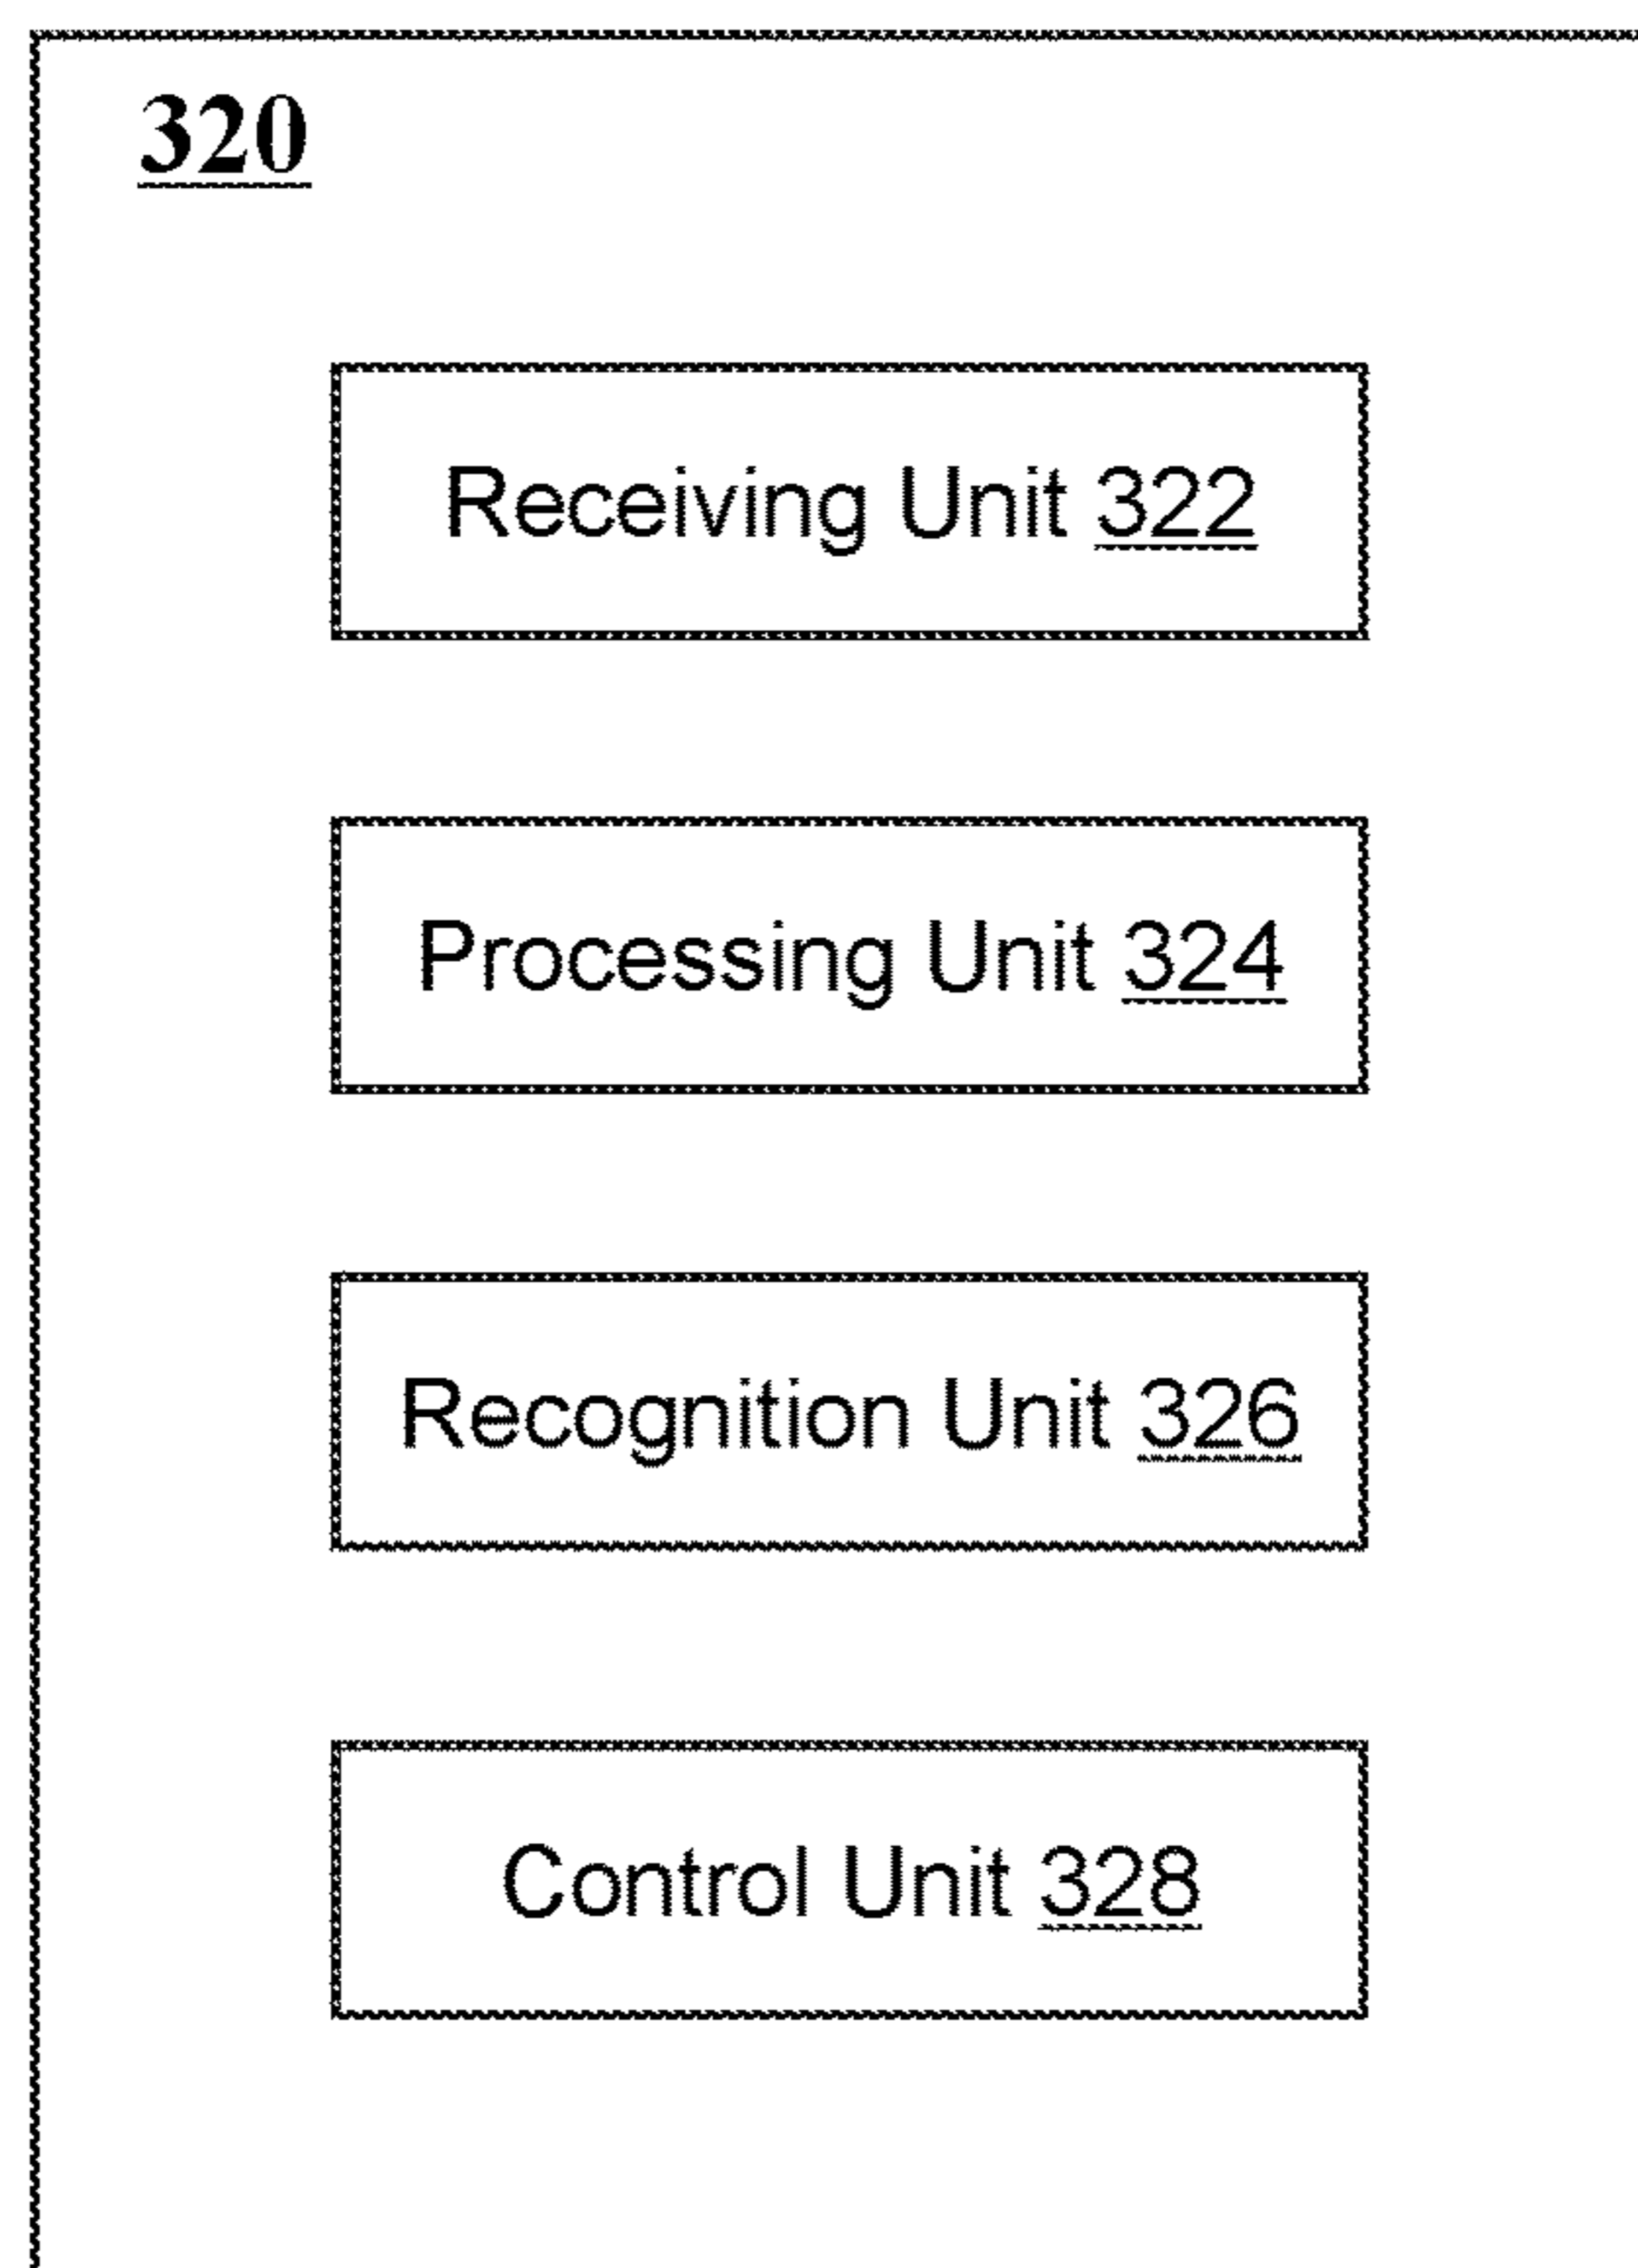 320
Receiving Unit 322
Processing Unit 324
Recognition Unit 326
Control Unit 328